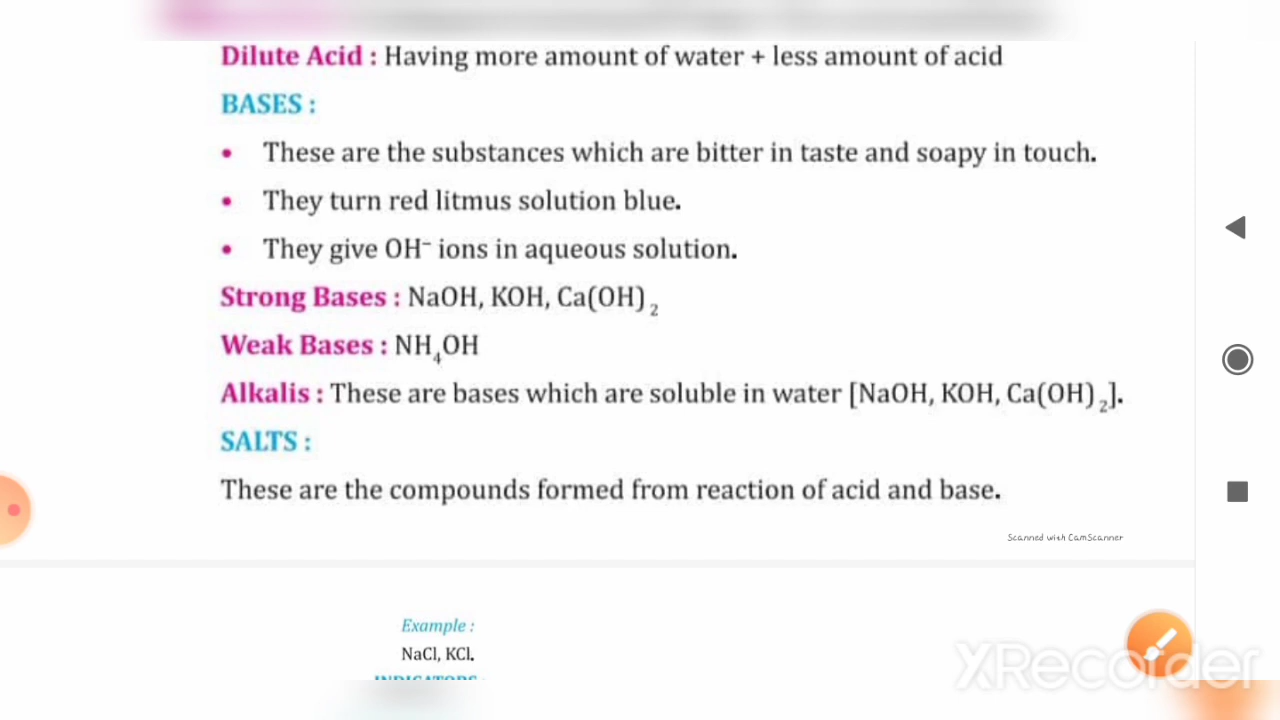 Dilute Acid : Having more amount of water + less amount of acid
BASES :
• These are the substances which are bitter in taste and soapy in touch.
• They turn red litmus solution blue.
• They give OH⁻ ions in aqueous solution.
Strong Bases : NaOH, KOH, Ca(OH)₂
Weak Bases : NH₄OH
Alkalis : These are bases which are soluble in water [NaOH, KOH, Ca(OH)₂].
SALTS :
These are the compounds formed from reaction of acid and base.
Scanned with CamScanner
Example :
NaCl, KCl.
INDICATORS
XRecorder